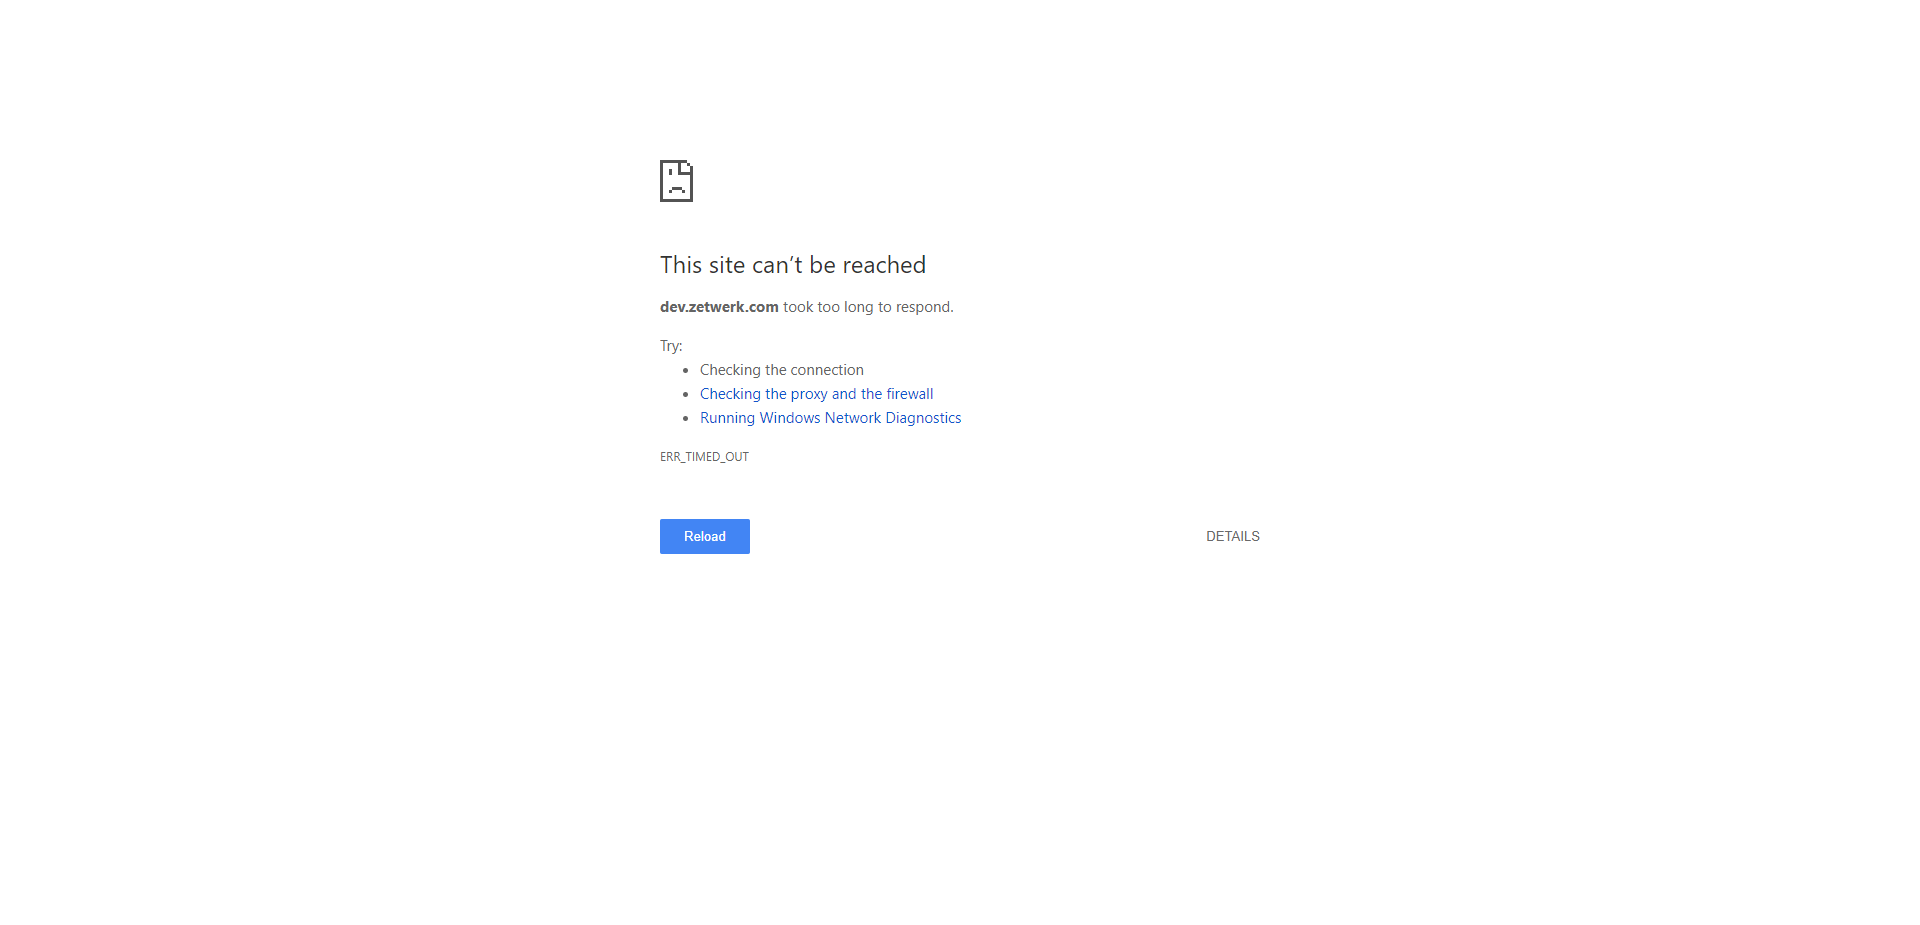 This site can’t be reached
dev.zetwerk.com took too long to respond.
Try:
Checking the connection
Checking the proxy and the firewall
Running Windows Network Diagnostics
ERR_TIMED_OUT
Reload
DETAILS